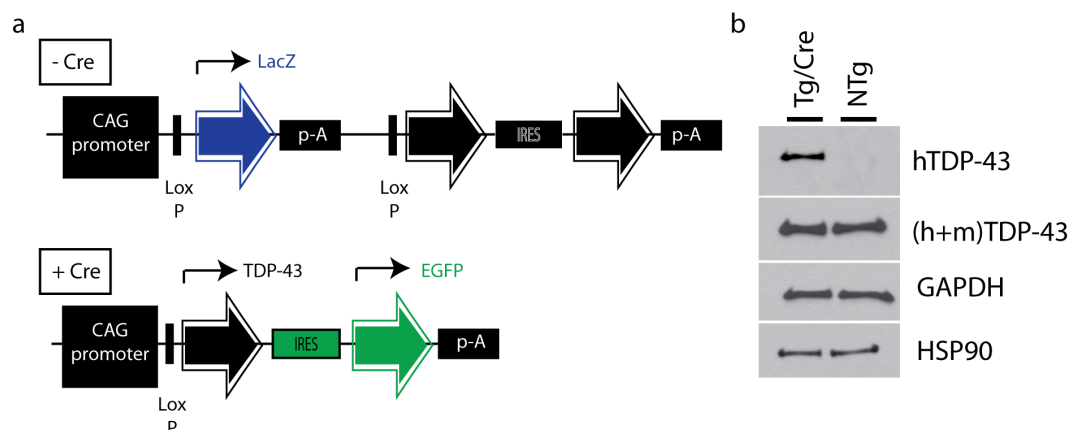 a
- Cre
LacZ
CAG
promoter
p-A
IRES
p-A
Lox
P
Lox
P
+ Cre
TDP-43
EGFP
CAG
promoter
IRES
p-A
Lox
P
b
Tg/Cre
NTg
hTDP-43
(h+m)TDP-43
GAPDH
HSP90